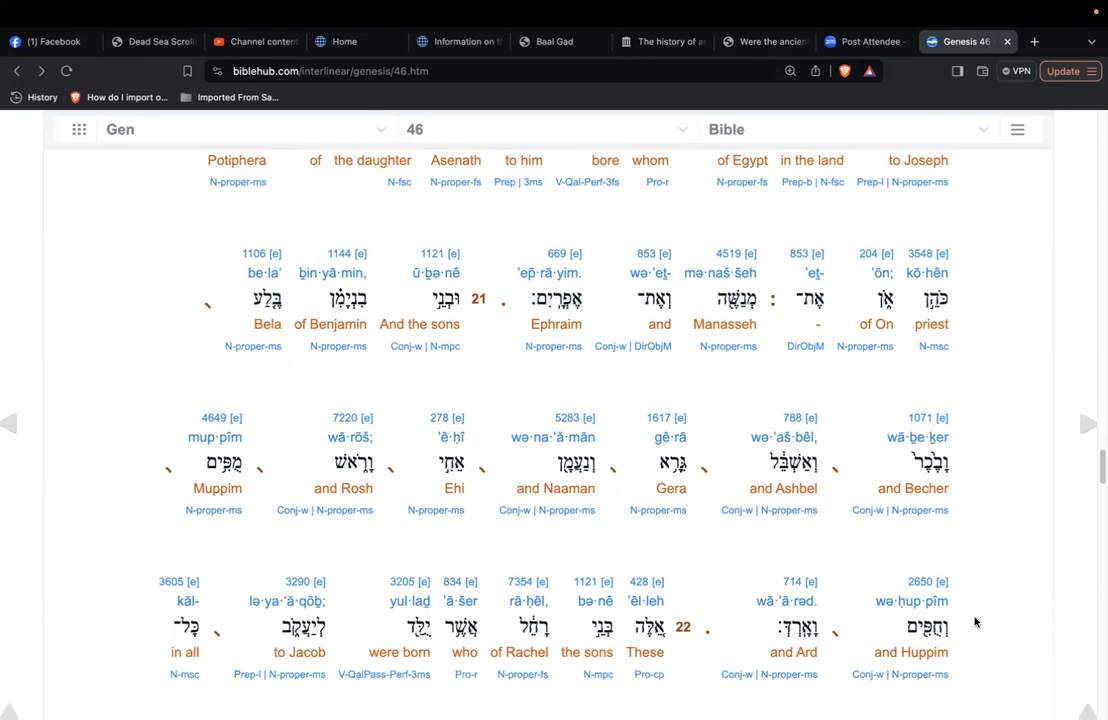 (1) Facebook Dead Sea Scroll Channel content Home Information on t Baal Gad The history of a Were the ancien Post Attendee - Genesis 46
biblehub.com/interlinear/genesis/46.htm VPN Update
History How do I import o... Imported From Sa...
Gen 46 Bible
Potiphera of the daughter Asenath to him bore whom of Egypt in the land to Joseph
N-proper-ms N-fsc N-proper-fs Prep | 3ms V-Qal-Perf-3fs Pro-r N-proper-fs Prep-b | N-fsc Prep-l | N-proper-ms
1106 [e] 1144 [e] 1121 [e] 669 [e] 853 [e] 4519 [e] 853 [e] 204 [e] 3548 [e]
be·la‘ ḇin·yā·min, ū·ḇə·nê ’ep̄·rā·yim. wə·’eṯ- mə·naš·šeh ’eṯ- ’ōn; kō·hên
כֹּהֵ֖ן אֹ֑ן אֶת־ מְנַשֶּׁ֖ה : וְאֶת־ אֶפְרָֽיִם׃ . 21 וּבְנֵ֣י בִנְיָמִ֗ן בֶּ֤לַע 、
Bela of Benjamin And the sons Ephraim and Manasseh - of On priest
N-proper-ms N-proper-ms Conj-w | N-mpc N-proper-ms Conj-w | DirObjM N-proper-ms DirObjM N-proper-ms N-msc
4649 [e] 7220 [e] 278 [e] 5283 [e] 1617 [e] 788 [e] 1071 [e]
mup·pîm wā·rōš; ’ê·ḥî wə·na·‘ă·mān gê·rā wə·’aš·bêl, wā·ḇe·ḵer
וָבֶ֙כֶר֙ וְאַשְׁבֵּ֔ל 、 גֵּרָ֥א 、 וְנַעֲמָ֖ן 、 אֵחִ֣י 、 וָרֹ֑אשׁ 、 מֻפִּ֥ים 、
Muppim and Rosh Ehi and Naaman Gera and Ashbel and Becher
N-proper-ms Conj-w | N-proper-ms N-proper-ms Conj-w | N-proper-ms N-proper-ms Conj-w | N-proper-ms Conj-w | N-proper-ms
3605 [e] 3290 [e] 3205 [e] 834 [e] 7354 [e] 1121 [e] 428 [e] 714 [e] 2650 [e]
kāl- lə·ya·‘ă·qōḇ; yul·laḏ ’ă·šer rā·ḥêl, bə·nê ’êl·leh wā·’ā·rəd. wə·ḥup·pîm
וְחֻפִּ֖ים 、 וָאָֽרְדְּ׃ . 22 אֵ֚לֶּה בְּנֵ֣י רָחֵ֔ל אֲשֶׁ֥ר יֻלַּ֖ד לְיַעֲקֹ֑ב 、 כָּל־
in all to Jacob were born who of Rachel the sons These and Ard and Huppim
N-msc Prep-l | N-proper-ms V-QalPass-Perf-3ms Pro-r N-proper-fs N-mpc Pro-cp Conj-w | N-proper-ms Conj-w | N-proper-ms